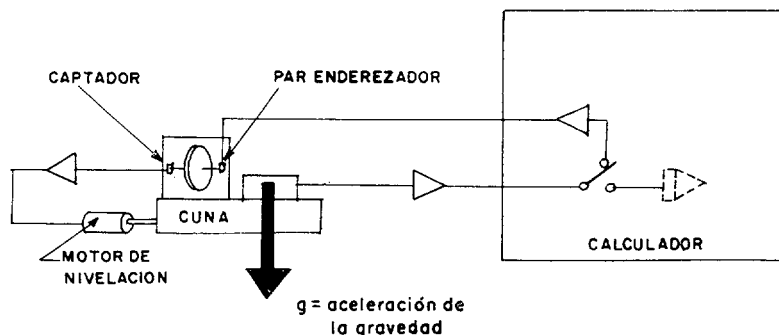 CAPTADOR
PAR ENDEREZADOR
CUNA
MOTOR DE
NIVELACION
CALCULADOR
g = aceleración de
la gravedad